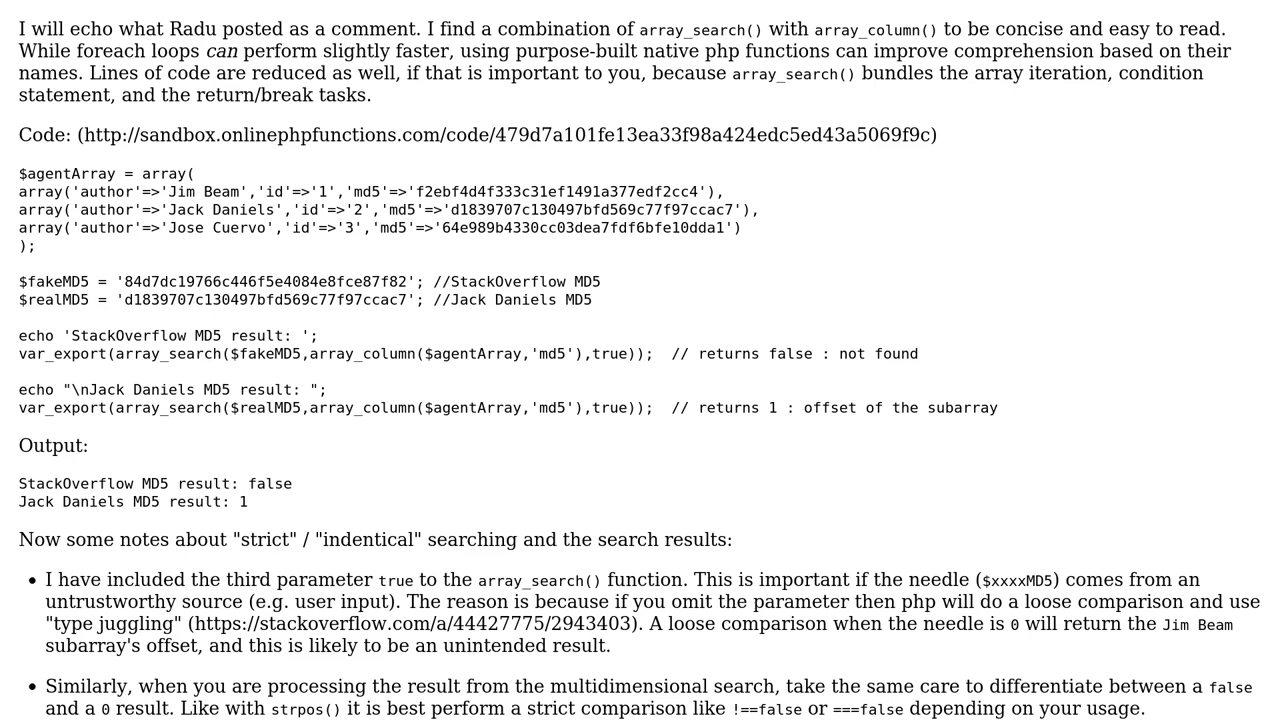 I will echo what Radu posted as a comment. I find a combination of array_search() with array_column() to be concise and easy to read.
While foreach loops can perform slightly faster, using purpose-built native php functions can improve comprehension based on their
names. Lines of code are reduced as well, if that is important to you, because array_search() bundles the array iteration, condition
statement, and the return/break tasks.
Code: (http://sandbox.onlinephpfunctions.com/code/479d7a101fe13ea33f98a424edc5ed43a5069f9c)
$agentArray = array(
array('author'=>'Jim Beam','id'=>'1','md5'=>'f2ebf4d4f333c31ef1491a377edf2cc4'),
array('author'=>'Jack Daniels','id'=>'2','md5'=>'d1839707c130497bfd569c77f97ccac7'),
array('author'=>'Jose Cuervo','id'=>'3','md5'=>'64e989b4330cc03dea7fdf6bfe10dda1')
);
$fakeMD5 = '84d7dc19766c446f5e4084e8fce87f82'; //StackOverflow MD5
$realMD5 = 'd1839707c130497bfd569c77f97ccac7'; //Jack Daniels MD5
echo 'StackOverflow MD5 result: ';
var_export(array_search($fakeMD5,array_column($agentArray,'md5'),true));  // returns false : not found
echo "\nJack Daniels MD5 result: ";
var_export(array_search($realMD5,array_column($agentArray,'md5'),true));  // returns 1 : offset of the subarray
Output:
StackOverflow MD5 result: false
Jack Daniels MD5 result: 1
Now some notes about "strict" / "indentical" searching and the search results:
• I have included the third parameter true to the array_search() function. This is important if the needle ($xxxxMD5) comes from an
untrustworthy source (e.g. user input). The reason is because if you omit the parameter then php will do a loose comparison and use
"type juggling" (https://stackoverflow.com/a/44427775/2943403). A loose comparison when the needle is 0 will return the Jim Beam
subarray's offset, and this is likely to be an unintended result.
• Similarly, when you are processing the result from the multidimensional search, take the same care to differentiate between a false
and a 0 result. Like with strpos() it is best perform a strict comparison like !==false or ===false depending on your usage.